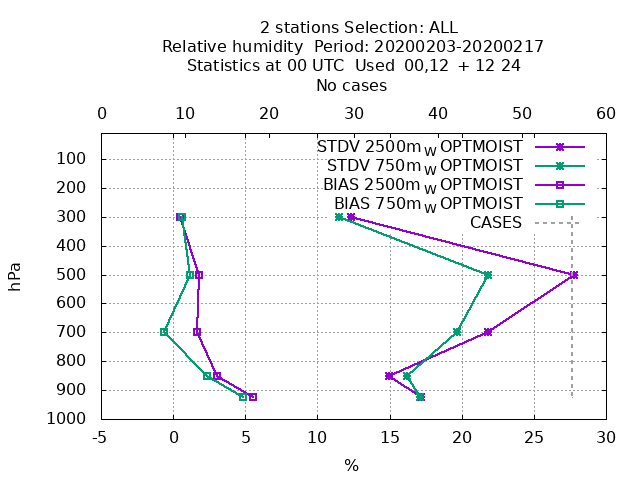 2 stations Selection: ALL
Relative humidity  Period: 20200203-20200217
Statistics at 00 UTC  Used  00,12  + 12 24
No cases
0 10 20 30 40 50 60
STDV 2500m_W OPTMOIST
STDV 750m_W OPTMOIST
BIAS 2500m_W OPTMOIST
BIAS 750m_W OPTMOIST
CASES
100
200
300
400
500
600
700
800
900
1000
hPa
-5 0 5 10 15 20 25 30
%